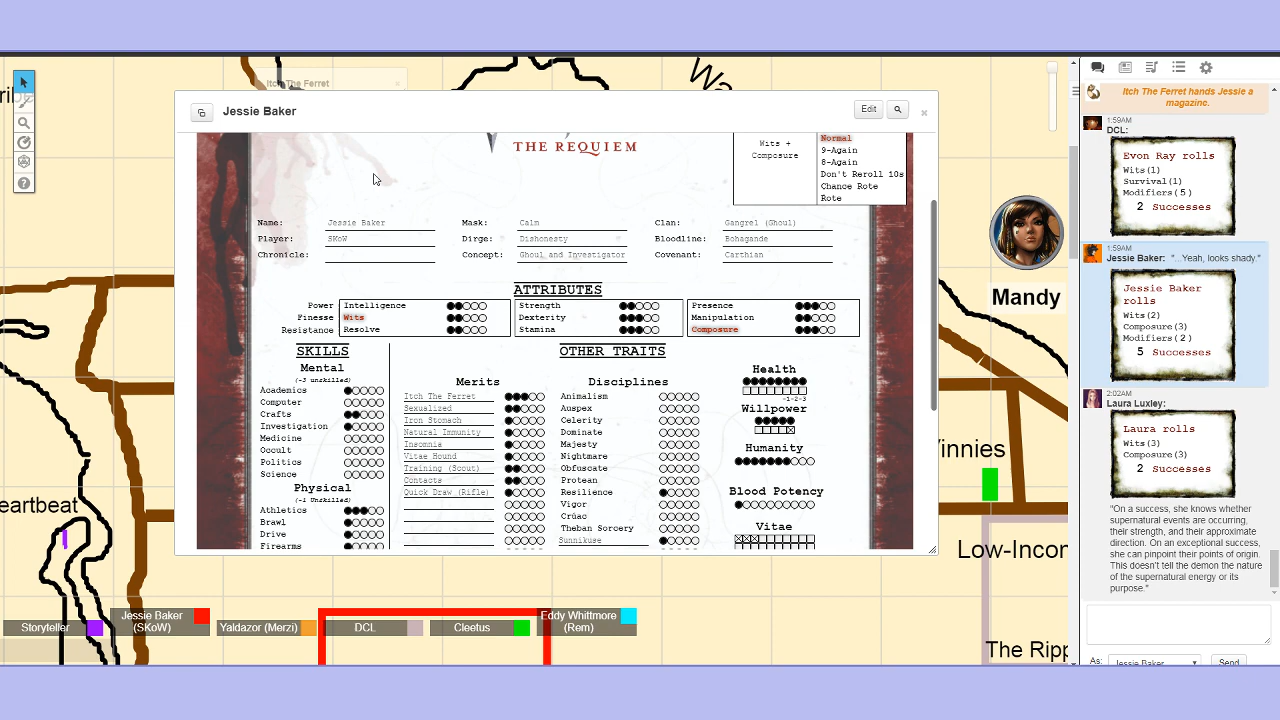 Itch The Ferret
Jessie Baker
Edit
THE REQUIEM
Wits +
Composure
Normal
9-Again
8-Again
Don't Reroll 10s
Chance Rote
Rote
Name: Jessie Baker Mask: Calm Clan: Gangrel (Ghoul)
Player: SKoW Dirge: Dishonesty Bloodline: Bohagande
Chronicle: Concept: Ghoul and Investigator Covenant: Carthian
ATTRIBUTES
Power Intelligence Strength Presence
Finesse Wits Dexterity Manipulation
Resistance Resolve Stamina Composure
SKILLS
Mental
(-3 unskilled)
Academics
Computer
Crafts
Investigation
Medicine
Occult
Politics
Science
Physical
(-1 Unskilled)
Athletics
Brawl
Drive
Firearms
OTHER TRAITS
Merits
Itch The Ferret
Sexualized
Iron Stomach
Natural Immunity
Insomnia
Vitae Hound
Training (Scout)
Contacts
Quick Draw (Rifle)
Disciplines
Animalism
Auspex
Celerity
Dominate
Majesty
Nightmare
Obfuscate
Protean
Resilience
Vigor
Crúac
Theban Sorcery
Sunnikuse
Health
-1-2-3
Willpower
Humanity
Blood Potency
Vitae
Mandy
innies
Low-Incon
The Ripp
eartbeat
Storyteller
Jessie Baker
(SKoW)
Yaldazor (Merzi)
DCL
Cleetus
Eddy Whittmore
(Rem)
Itch The Ferret hands Jessie a
magazine.
1:59AM
DCL:
Evon Ray rolls
Wits(1)
Survival(1)
Modifiers(5)
2 Successes
1:59AM
Jessie Baker: "...Yeah, looks shady."
Jessie Baker
rolls
Wits(2)
Composure(3)
Modifiers(2)
5 Successes
2:02AM
Laura Luxley:
Laura rolls
Wits(3)
Composure(3)
2 Successes
"On a success, she knows whether
supernatural events are occurring,
their strength, and their approximate
direction. On an exceptional success,
she can pinpoint their points of origin.
This doesn't tell the demon the nature
of the supernatural energy or its
purpose."
As: Jessie Baker Send